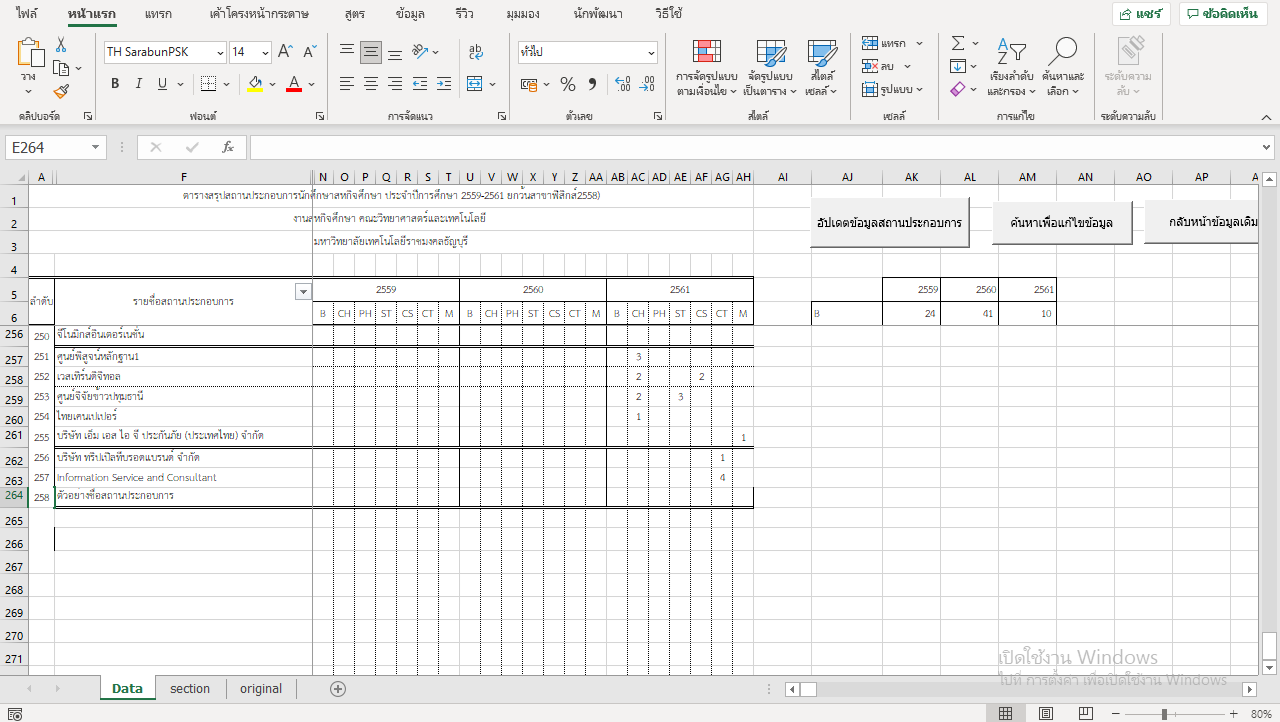 ไฟล์ หน้าแรก แทรก เค้าโครงหน้ากระดาษ สูตร ข้อมูล รีวิว มุมมอง นักพัฒนา วิธีใช้ แชร์ ข้อคิดเห็น
TH SarabunPSK 14 ทั่วไป
วาง B I U A ab % 9 .00 .0
การจัดรูปแบบ ตามเงื่อนไข จัดรูปแบบ เป็นตาราง สไตล์ เซลล์ แทรก ลบ รูปแบบ เรียงลำดับ และกรอง ค้นหาและ เลือก ระดับความ ลับ
คลิปบอร์ด ฟอนต์ การจัดแนว ตัวเลข สไตล์ เซลล์ การแก้ไข ระดับความลับ
E264 fx
A F N O P Q R S T U V W X Y Z AA AB AC AD AE AF AG AH AI AJ AK AL AM AN AO AP
1 ตารางสรุปสถานประกอบการนักศึกษาสหกิจศึกษา ประจำปีการศึกษา 2559-2561 ยกเว้นสาขาฟิสิกส์2558)
2 งานสหกิจศึกษา คณะวิทยาศาสตร์และเทคโนโลยี
3 มหาวิทยาลัยเทคโนโลยีราชมงคลธัญบุรี
อัปเดตข้อมูลสถานประกอบการ ค้นหาเพื่อแก้ไขข้อมูล กลับหน้าข้อมูลเดิม
4
5 ลำดับ รายชื่อสถานประกอบการ 2559 2560 2561 2559 2560 2561
6 B CH PH ST CS CT M B CH PH ST CS CT M B CH PH ST CS CT M B 24 41 10
256 250 จีโนมิกส์อินเตอร์เนชั่น
257 251 ศูนย์พิสูจน์หลักฐาน1 3
258 252 เวสเทิร์นดิจิทอล 2 2
259 253 ศูนย์วิจัยข้าวปทุมธานี 2 3
260 254 ไทยเคนเปเปอร์ 1
261 255 บริษัท เอ็ม เอส ไอ จี ประกันภัย (ประเทศไทย) จำกัด 1
262 256 บริษัท ทริปเปิลทีบรอดแบรนด์ จำกัด 1
263 257 Information Service and Consultant 4
264 258 ตัวอย่างชื่อสถานประกอบการ
265
266
267
268
269
270
271
เปิดใช้งาน Windows
ไปที่ การตั้งค่า เพื่อเปิดใช้งาน Windows
Data section original
80%